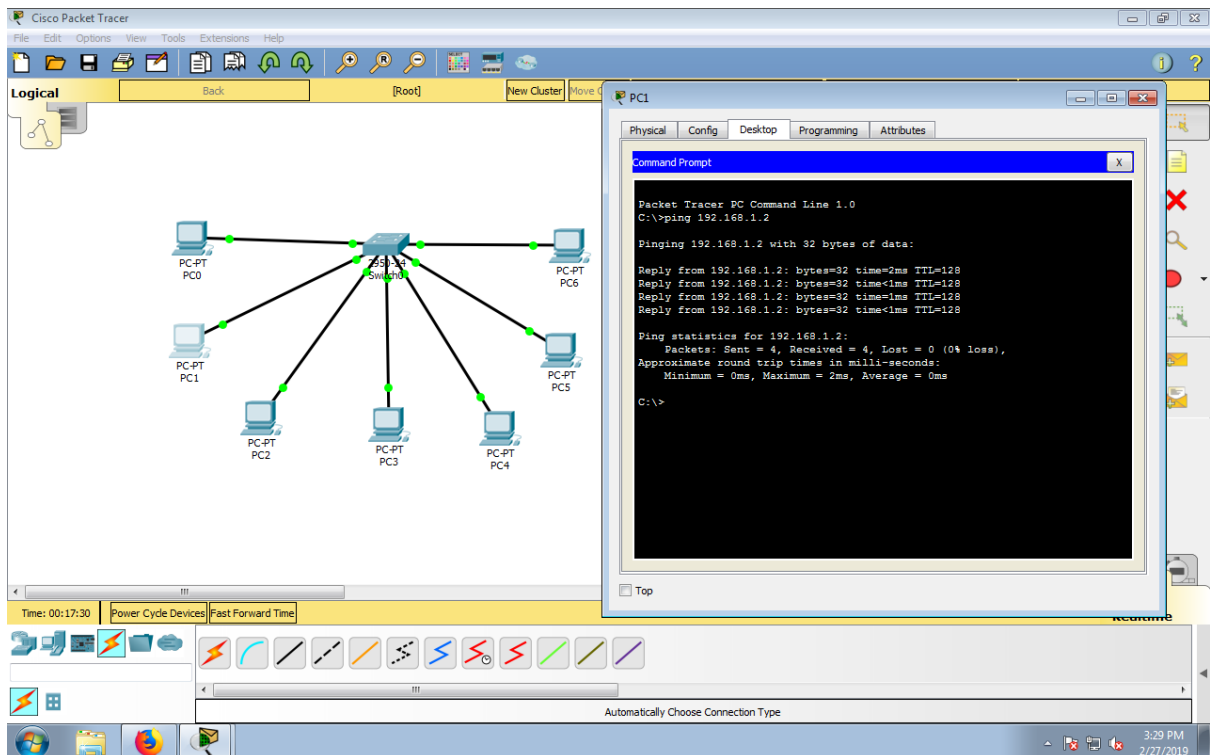 Cisco Packet Tracer
File Edit Options View Tools Extensions Help
Logical
Back
[Root]
New Cluster
PC-PT
PC0
2950-24
Switch0
PC-PT
PC6
PC-PT
PC1
PC-PT
PC5
PC-PT
PC2
PC-PT
PC3
PC-PT
PC4
PC1
Physical Config Desktop Programming Attributes
Command Prompt
X
Packet Tracer PC Command Line 1.0
C:\>ping 192.168.1.2
Pinging 192.168.1.2 with 32 bytes of data:
Reply from 192.168.1.2: bytes=32 time=2ms TTL=128
Reply from 192.168.1.2: bytes=32 time<1ms TTL=128
Reply from 192.168.1.2: bytes=32 time=1ms TTL=128
Reply from 192.168.1.2: bytes=32 time<1ms TTL=128
Ping statistics for 192.168.1.2:
Packets: Sent = 4, Received = 4, Lost = 0 (0% loss),
Approximate round trip times in milli-seconds:
Minimum = 0ms, Maximum = 2ms, Average = 0ms
C:\>
Top
Time: 00:17:30 Power Cycle Devices Fast Forward Time
Realtime
Automatically Choose Connection Type
3:29 PM
2/27/2019